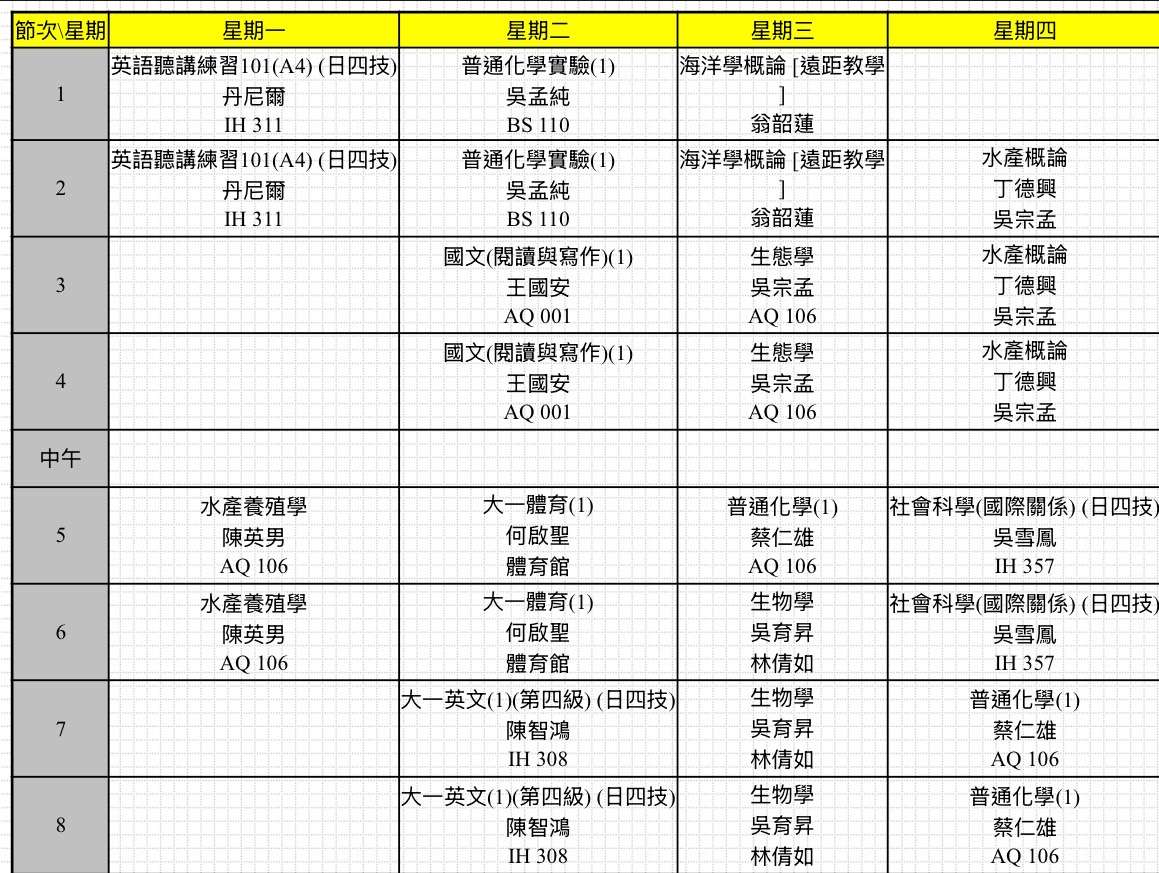 節次\星期 星期一 星期二 星期三 星期四
1
英語聽講練習101(A4) (日四技)
丹尼爾
IH 311
普通化學實驗(1)
吳孟純
BS 110
海洋學概論 [遠距教學
]
翁韶蓮
2
英語聽講練習101(A4) (日四技)
丹尼爾
IH 311
普通化學實驗(1)
吳孟純
BS 110
海洋學概論 [遠距教學
]
翁韶蓮
水產概論
丁德興
吳宗孟
3
國文(閱讀與寫作)(1)
王國安
AQ 001
生態學
吳宗孟
AQ 106
水產概論
丁德興
吳宗孟
4
國文(閱讀與寫作)(1)
王國安
AQ 001
生態學
吳宗孟
AQ 106
水產概論
丁德興
吳宗孟
中午
5
水產養殖學
陳英男
AQ 106
大一體育(1)
何啟聖
體育館
普通化學(1)
蔡仁雄
AQ 106
社會科學(國際關係) (日四技)
吳雪鳳
IH 357
6
水產養殖學
陳英男
AQ 106
大一體育(1)
何啟聖
體育館
生物學
吳育昇
林倩如
社會科學(國際關係) (日四技)
吳雪鳳
IH 357
7
大一英文(1)(第四級) (日四技)
陳智鴻
IH 308
生物學
吳育昇
林倩如
普通化學(1)
蔡仁雄
AQ 106
8
大一英文(1)(第四級) (日四技)
陳智鴻
IH 308
生物學
吳育昇
林倩如
普通化學(1)
蔡仁雄
AQ 106